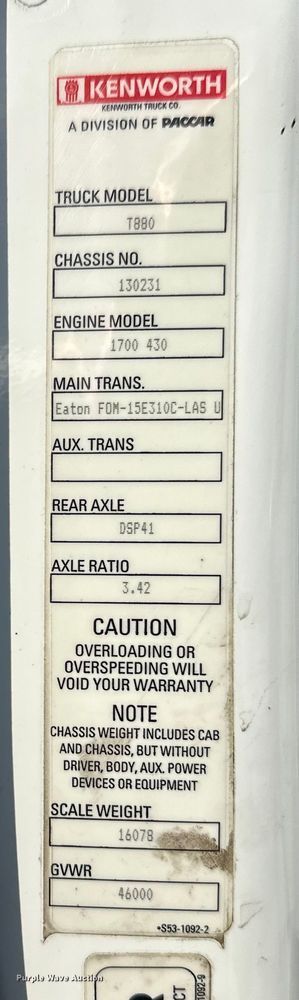 KENWORTH
KENWORTH TRUCK CO.
A DIVISION OF PACCAR
TRUCK MODEL
T880
CHASSIS NO.
130231
ENGINE MODEL
1700 430
MAIN TRANS.
Eaton FOM-15E310C-LAS U
AUX. TRANS
REAR AXLE
DSP41
AXLE RATIO
3.42
CAUTION
OVERLOADING OR
OVERSPEEDING WILL
VOID YOUR WARRANTY
NOTE
CHASSIS WEIGHT INCLUDES CAB
AND CHASSIS, BUT WITHOUT
DRIVER, BODY, AUX. POWER
DEVICES OR EQUIPMENT
SCALE WEIGHT
16078
GVWR
46000
•S53-1092-2
Purple Wave Auction